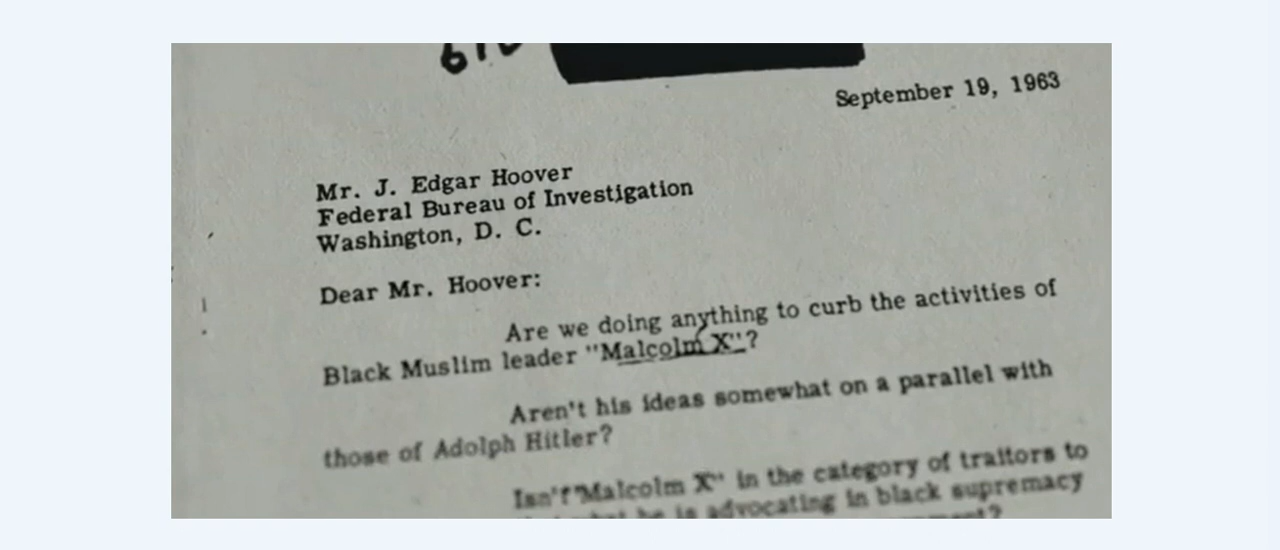 September 19, 1963
Mr. J. Edgar Hoover
Federal Bureau of Investigation
Washington, D. C.
Dear Mr. Hoover:
Are we doing anything to curb the activities of
Black Muslim leader "Malcolm X"?
Aren't his ideas somewhat on a parallel with
those of Adolph Hitler?
Isn't "Malcolm X" in the category of traitors to
what he is advocating in black supremacy